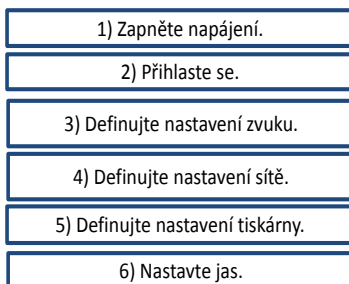 1) Zapněte napájení.
2) Přihlaste se.
3) Definujte nastavení zvuku.
4) Definujte nastavení sítě.
5) Definujte nastavení tiskárny.
6) Nastavte jas.